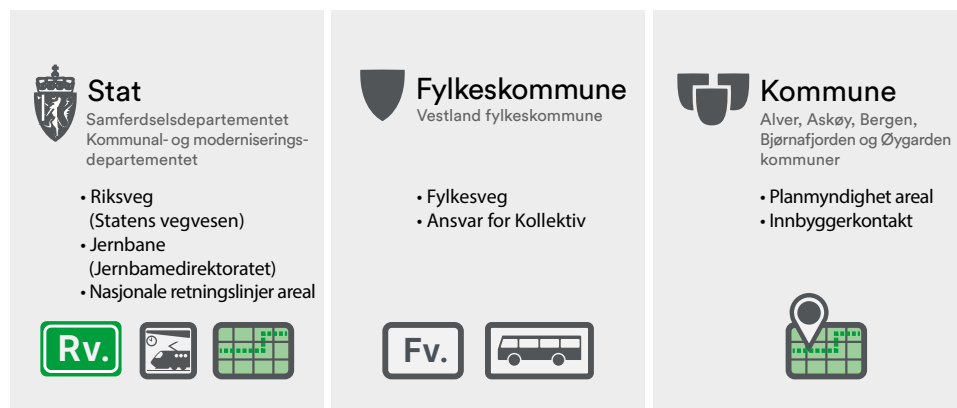 Stat
Samferdselsdepartementet
Kommunal- og moderniserings-
departementet
• Riksveg
(Statens vegvesen)
• Jernbane
(Jernbamedirektoratet)
• Nasjonale retningslinjer areal
Rv.
Fylkeskommune
Vestland fylkeskommune
• Fylkesveg
• Ansvar for Kollektiv
Fv.
Kommune
Alver, Askøy, Bergen,
Bjørnafjorden og Øygarden
kommuner
• Planmyndighet areal
• Innbyggerkontakt